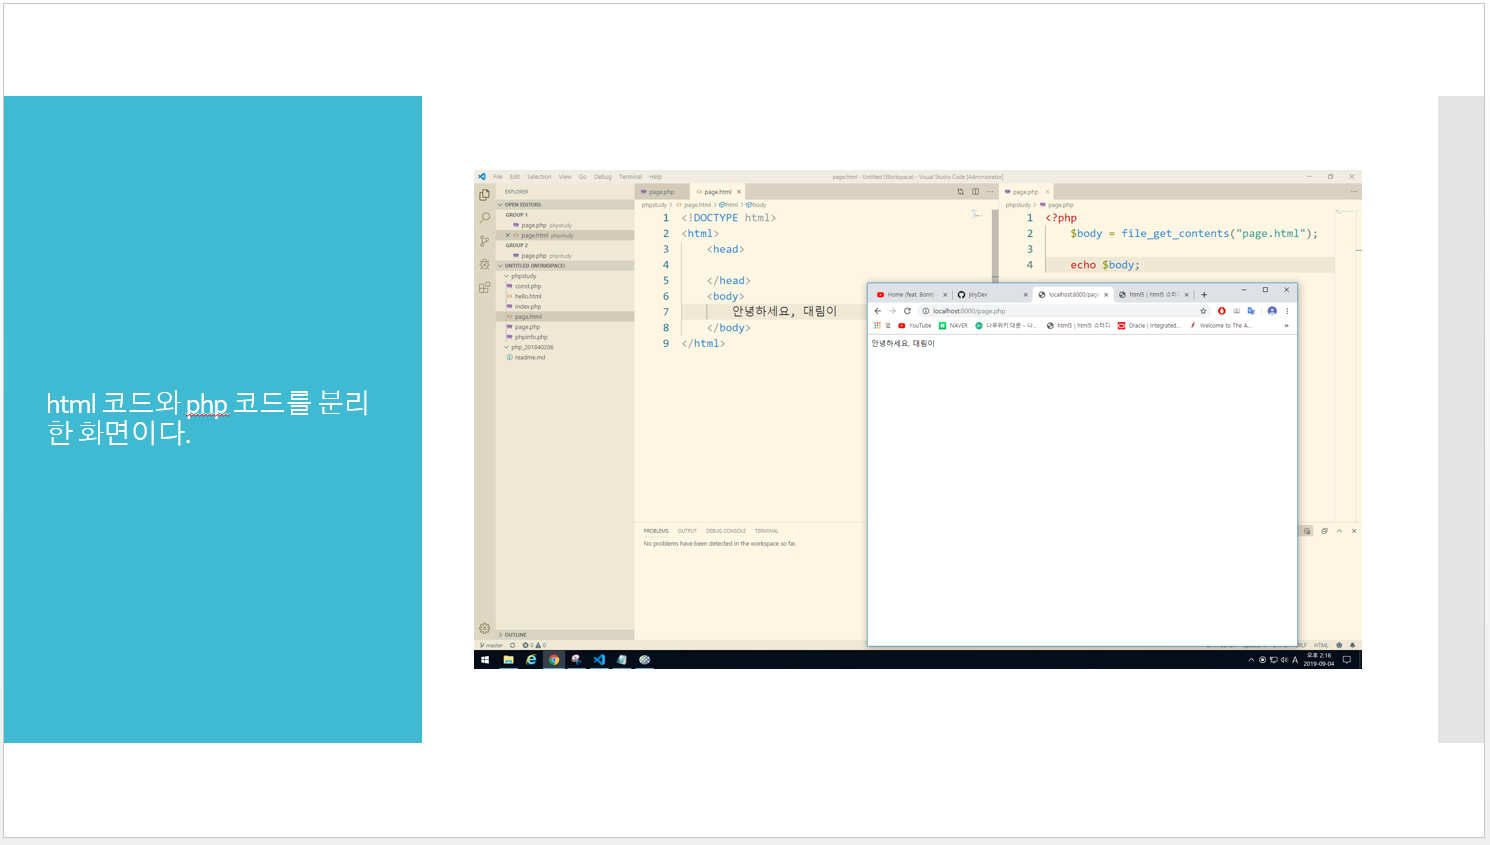 html 코드와 php 코드를 분리
한 화면이다.
File Edit Selection View Go Debug Terminal Help
page.html - Untitled (Workspace) - Visual Studio Code [Administrator]
EXPLORER
OPEN EDITORS
GROUP 1
page.php phpstudy
page.html phpstudy
GROUP 2
page.php phpstudy
UNTITLED (WORKSPACE)
phpstudy
const.php
hello.html
index.php
page.html
page.php
phpinfo.php
php_201840206
readme.md
OUTLINE
page.php
page.html
phpstudy > page.html > html > body
1 <!DOCTYPE html>
2 <html>
3 <head>
4
5 </head>
6 <body>
7 안녕하세요, 대림이
8 </body>
9 </html>
page.php
phpstudy > page.php
1 <?php
2 $body = file_get_contents("page.html");
3
4 echo $body;
PROBLEMS OUTPUT DEBUG CONSOLE TERMINAL
No problems have been detected in the workspace so far.
Home (feat. Bom!)
JinyDev
localhost:8000/page
html5 | html5 스터디
localhost:8000/page.php
앱 YouTube NAVER 나무위키:대문 - 나... html5 | html5 스터디 Oracle | Integrated... Welcome to The A...
안녕하세요, 대림이
master 0 0
HTML
A
오후 2:16
2019-09-04